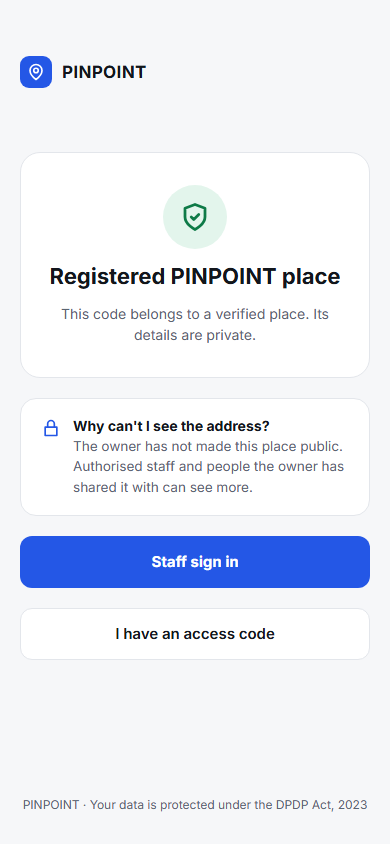 PINPOINT
Registered PINPOINT place
This code belongs to a verified place. Its
details are private.
Why can't I see the address?
The owner has not made this place public.
Authorised staff and people the owner has
shared it with can see more.
Staff sign in
I have an access code
PINPOINT · Your data is protected under the DPDP Act, 2023